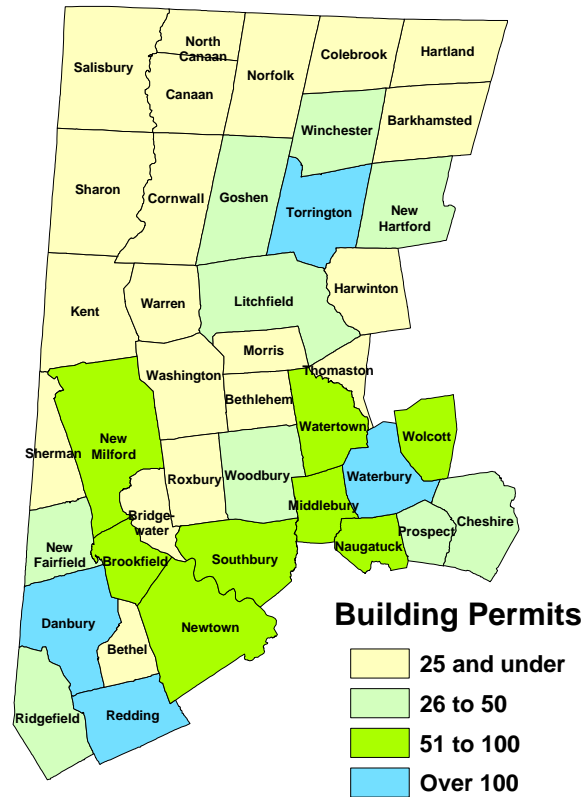 North
Canaan
Colebrook
Hartland
Salisbury
Norfolk
Canaan
Barkhamsted
Winchester
Sharon
Cornwall
Goshen
Torrington
New
Hartford
Kent
Warren
Litchfield
Harwinton
Morris
Washington
Thomaston
Bethlehem
New
Milford
Watertown
Wolcott
Sherman
Roxbury
Woodbury
Waterbury
Bridge-
water
Middlebury
Cheshire
Prospect
New
Fairfield
Brookfield
Southbury
Naugatuck
Danbury
Bethel
Newtown
Ridgefield
Redding
Building Permits
25 and under
26 to 50
51 to 100
Over 100